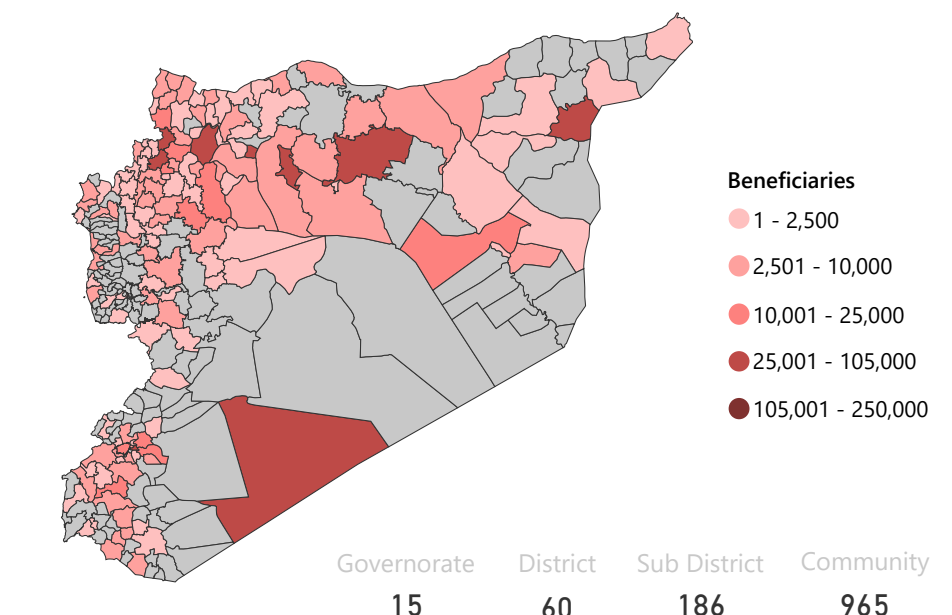 Beneficiaries
1 - 2,500
2,501 - 10,000
10,001 - 25,000
25,001 - 105,000
105,001 - 250,000
Governorate District Sub District Community
15 60 186 965